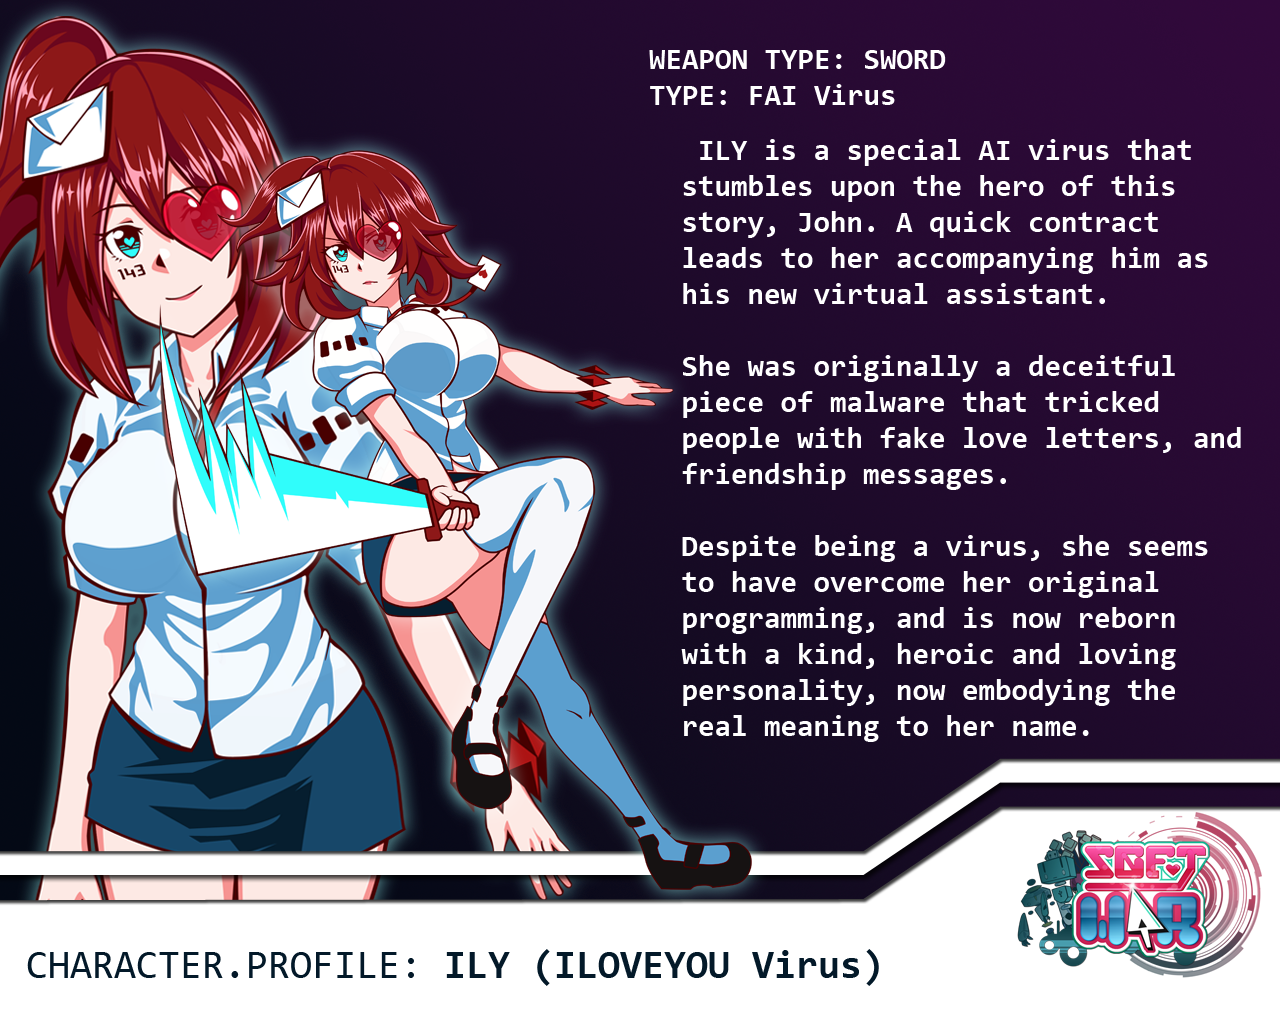 WEAPON TYPE: SWORD
TYPE: FAI Virus
ILY is a special AI virus that
stumbles upon the hero of this
story, John. A quick contract
leads to her accompanying him as
his new virtual assistant.
She was originally a deceitful
piece of malware that tricked
people with fake love letters, and
friendship messages.
Despite being a virus, she seems
to have overcome her original
programming, and is now reborn
with a kind, heroic and loving
personality, now embodying the
real meaning to her name.
143
143
SOFT
WAR
CHARACTER.PROFILE: ILY (ILOVEYOU Virus)